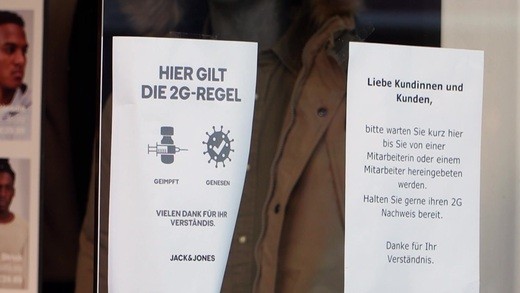 HIER GILT
DIE 2G-REGEL
GEIMPFT GENESEN
VIELEN DANK FÜR IHR
VERSTÄNDIS.
JACK&JONES
Liebe Kundinnen und
Kunden,
bitte warten Sie kurz hier
bis Sie von einer
Mitarbeiterin oder einem
Mitarbeiter hereingebeten
werden.
Halten Sie gerne ihren 2G
Nachweis bereit.
Danke für Ihr
Verständnis.